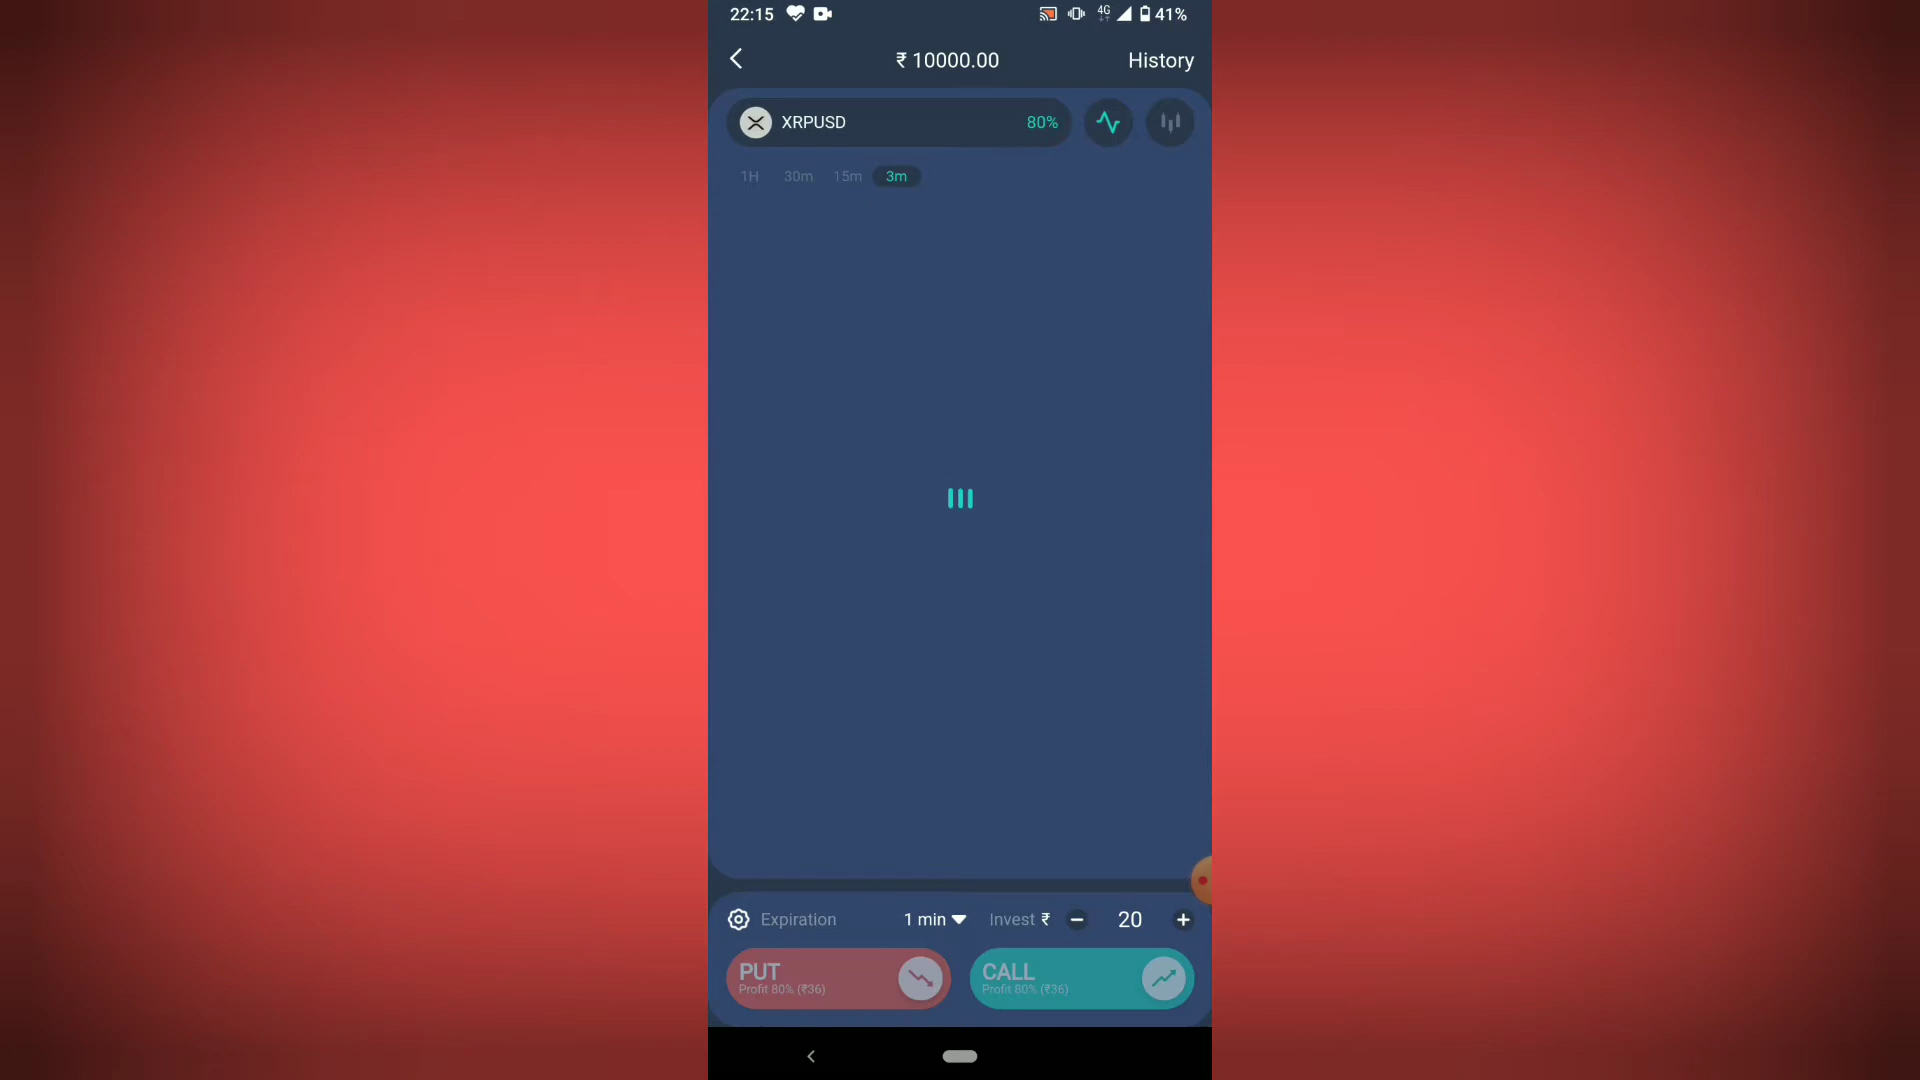 22:15 4G 41%
₹ 10000.00 History
XRPUSD 80%
1H 30m 15m 3m
Expiration 1 min Invest ₹ 20
PUT
Profit 80% (₹36)
CALL
Profit 80% (₹36)